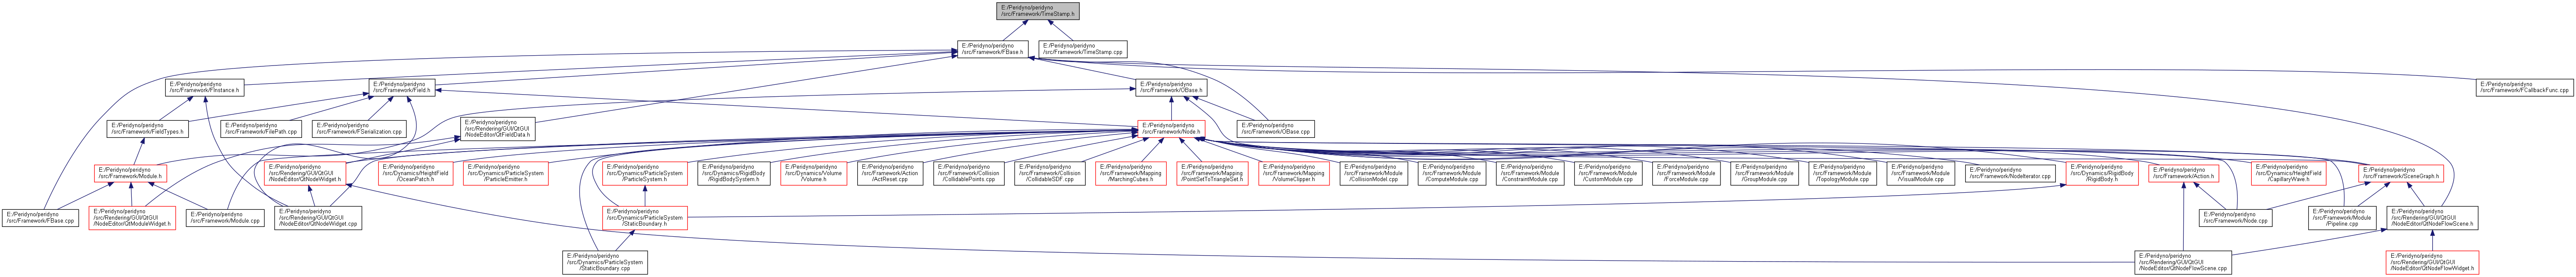 E:/Peridyno/peridyno
/src/Framework/TimeStamp.h
E:/Peridyno/peridyno
/src/Framework/FBase.h
E:/Peridyno/peridyno
/src/Framework/TimeStamp.cpp
E:/Peridyno/peridyno
/src/Framework/FInstance.h
E:/Peridyno/peridyno
/src/Framework/Field.h
E:/Peridyno/peridyno
/src/Framework/OBase.h
E:/Peridyno/peridyno
/src/Framework/FCallbackFunc.cpp
E:/Peridyno/peridyno
/src/Framework/FieldTypes.h
E:/Peridyno/peridyno
/src/Framework/FilePath.cpp
E:/Peridyno/peridyno
/src/Framework/FSerialization.cpp
E:/Peridyno/peridyno
/src/Rendering/GUI/QtGUI
/NodeEditor/QtFieldData.h
E:/Peridyno/peridyno
/src/Framework/Node.h
E:/Peridyno/peridyno
/src/Framework/OBase.cpp
E:/Peridyno/peridyno
/src/Framework/Module.h
E:/Peridyno/peridyno
/src/Rendering/GUI/QtGUI
/NodeEditor/QtNodeWidget.h
E:/Peridyno/peridyno
/src/Dynamics/HeightField
/OceanPatch.h
E:/Peridyno/peridyno
/src/Dynamics/ParticleSystem
/ParticleEmitter.h
E:/Peridyno/peridyno
/src/Dynamics/ParticleSystem
/ParticleSystem.h
E:/Peridyno/peridyno
/src/Dynamics/RigidBody
/RigidBodySystem.h
E:/Peridyno/peridyno
/src/Dynamics/Volume
/Volume.h
E:/Peridyno/peridyno
/src/Framework/Action
/ActReset.cpp
E:/Peridyno/peridyno
/src/Framework/Collision
/CollidablePoints.cpp
E:/Peridyno/peridyno
/src/Framework/Collision
/CollidableSDF.cpp
E:/Peridyno/peridyno
/src/Framework/Mapping
/MarchingCubes.h
E:/Peridyno/peridyno
/src/Framework/Mapping
/PointSetToTriangleSet.h
E:/Peridyno/peridyno
/src/Framework/Mapping
/VolumeClipper.h
E:/Peridyno/peridyno
/src/Framework/Module
/CollisionModel.cpp
E:/Peridyno/peridyno
/src/Framework/Module
/ComputeModule.cpp
E:/Peridyno/peridyno
/src/Framework/Module
/ConstraintModule.cpp
E:/Peridyno/peridyno
/src/Framework/Module
/CustomModule.cpp
E:/Peridyno/peridyno
/src/Framework/Module
/ForceModule.cpp
E:/Peridyno/peridyno
/src/Framework/Module
/GroupModule.cpp
E:/Peridyno/peridyno
/src/Framework/Module
/TopologyModule.cpp
E:/Peridyno/peridyno
/src/Framework/Module
/VisualModule.cpp
E:/Peridyno/peridyno
/src/Framework/NodeIterator.cpp
E:/Peridyno/peridyno
/src/Dynamics/RigidBody
/RigidBody.h
E:/Peridyno/peridyno
/src/Framework/Action.h
E:/Peridyno/peridyno
/src/Dynamics/HeightField
/CapillaryWave.h
E:/Peridyno/peridyno
/src/Framework/SceneGraph.h
E:/Peridyno/peridyno
/src/Framework/FBase.cpp
E:/Peridyno/peridyno
/src/Rendering/GUI/QtGUI
/NodeEditor/QtModuleWidget.h
E:/Peridyno/peridyno
/src/Framework/Module.cpp
E:/Peridyno/peridyno
/src/Rendering/GUI/QtGUI
/NodeEditor/QtNodeWidget.cpp
E:/Peridyno/peridyno
/src/Dynamics/ParticleSystem
/StaticBoundary.h
E:/Peridyno/peridyno
/src/Framework/Node.cpp
E:/Peridyno/peridyno
/src/Framework/Module
/Pipeline.cpp
E:/Peridyno/peridyno
/src/Rendering/GUI/QtGUI
/NodeEditor/QtNodeFlowScene.h
E:/Peridyno/peridyno
/src/Dynamics/ParticleSystem
/StaticBoundary.cpp
E:/Peridyno/peridyno
/src/Rendering/GUI/QtGUI
/NodeEditor/QtNodeFlowScene.cpp
E:/Peridyno/peridyno
/src/Rendering/GUI/QtGUI
/NodeEditor/QtNodeFlowWidget.h